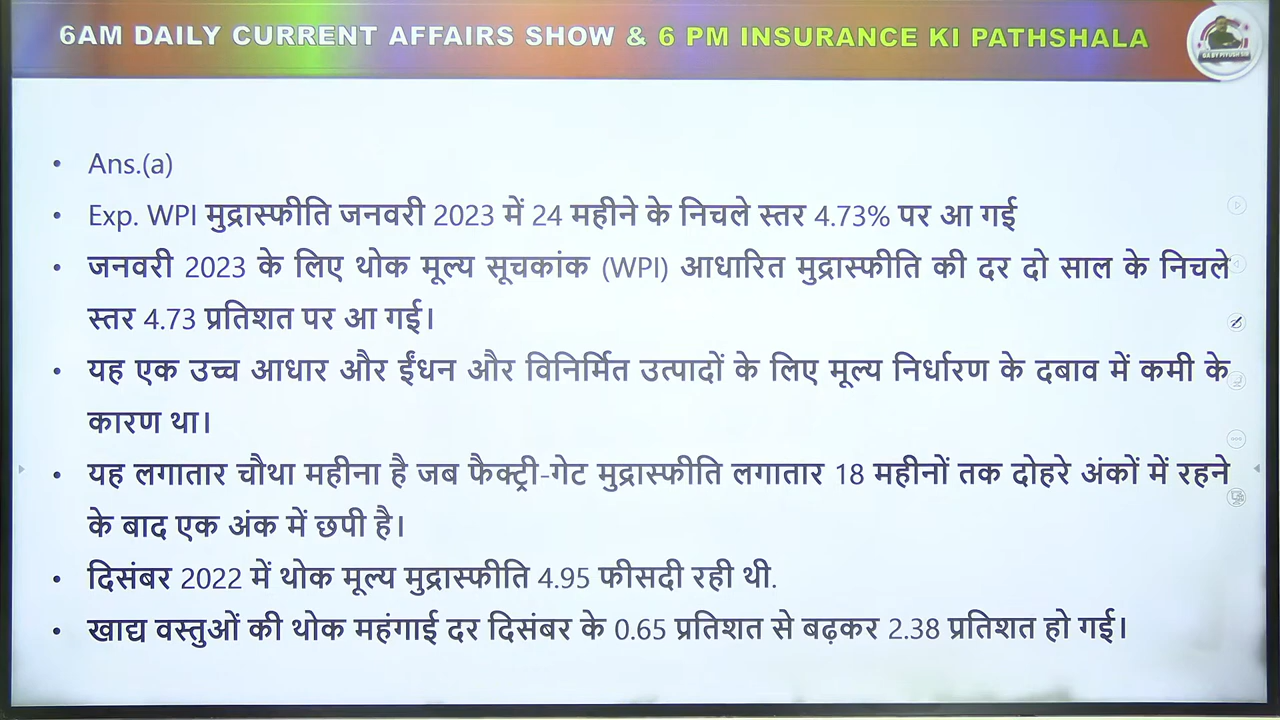 6AM DAILY CURRENT AFFAIRS SHOW & 6 PM INSURANCE KI PATHSHALA
• Ans.(a)
• Exp. WPI मुद्रास्फीति जनवरी 2023 में 24 महीने के निचले स्तर 4.73% पर आ गई
• जनवरी 2023 के लिए थोक मूल्य सूचकांक (WPI) आधारित मुद्रास्फीति की दर दो साल के निचले
स्तर 4.73 प्रतिशत पर आ गई।
• यह एक उच्च आधार और ईंधन और विनिर्मित उत्पादों के लिए मूल्य निर्धारण के दबाव में कमी के
कारण था।
• यह लगातार चौथा महीना है जब फैक्ट्री-गेट मुद्रास्फीति लगातार 18 महीनों तक दोहरे अंकों में रहने
के बाद एक अंक में छपी है।
• दिसंबर 2022 में थोक मूल्य मुद्रास्फीति 4.95 फीसदी रही थी.
• खाद्य वस्तुओं की थोक महंगाई दर दिसंबर के 0.65 प्रतिशत से बढ़कर 2.38 प्रतिशत हो गई।